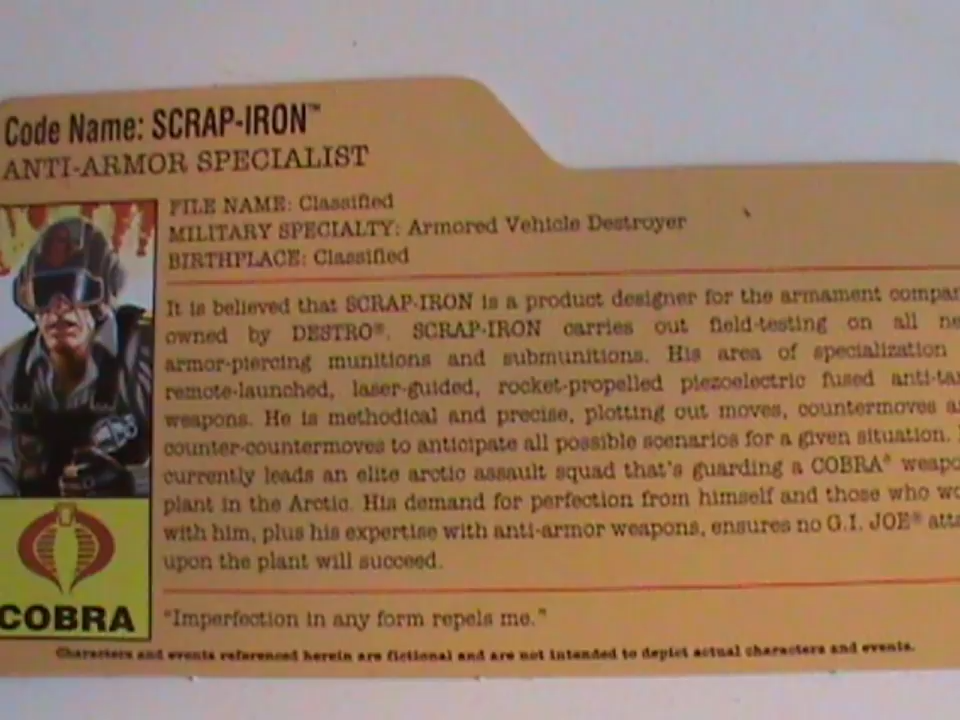 Code Name: SCRAP-IRON™
ANTI-ARMOR SPECIALIST
FILE NAME: Classified
MILITARY SPECIALTY: Armored Vehicle Destroyer
BIRTHPLACE: Classified
It is believed that SCRAP-IRON is a product designer for the armament
owned by DESTRO®. SCRAP-IRON carries out field-testing on all
armor-piercing munitions and submunitions. His area of specialization
remote-launched, laser-guided, rocket-propelled piezoelectric fused
weapons. He is methodical and precise, plotting out moves, countermoves
counter-countermoves to anticipate all possible scenarios for a given situation.
currently leads an elite arctic assault squad that's guarding a COBRA®
plant in the Arctic. His demand for perfection from himself and those who
with him, plus his expertise with anti-armor weapons, ensures no G.I. JOE®
upon the plant will succeed.
COBRA
"Imperfection in any form repels me."
Characters and events referenced herein are fictional and are not intended to depict actual characters and events.